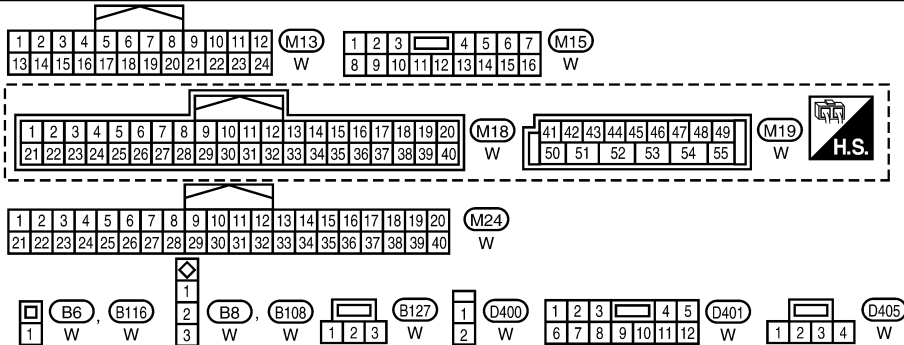 1 2 3 4 5 6 7 8 9 10 11 12 M13
13 14 15 16 17 18 19 20 21 22 23 24 W
1 2 3 4 5 6 7 M15
8 9 10 11 12 13 14 15 16 W
1 2 3 4 5 6 7 8 9 10 11 12 13 14 15 16 17 18 19 20 M18
21 22 23 24 25 26 27 28 29 30 31 32 33 34 35 36 37 38 39 40 W
41 42 43 44 45 46 47 48 49 M19
50 51 52 53 54 55 W
H.S.
1 2 3 4 5 6 7 8 9 10 11 12 13 14 15 16 17 18 19 20 M24
21 22 23 24 25 26 27 28 29 30 31 32 33 34 35 36 37 38 39 40 W
1 B6 , B116
W W
1
2 B8 , B108
3 W W
B127
1 2 3 W
1 D400
2 W
1 2 3 4 5 D401
6 7 8 9 10 11 12 W
D405
1 2 3 4 W